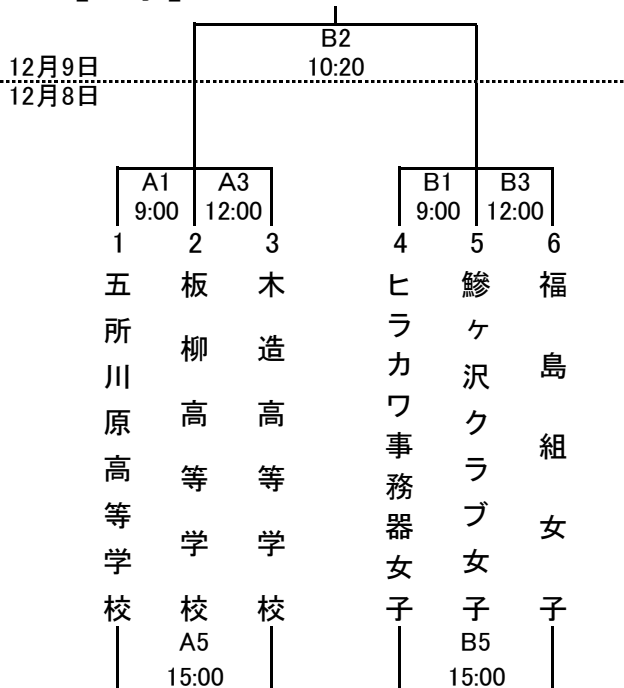 B2
12月9日
10:20
12月8日
A1 A3 B1 B3
9:00 12:00 9:00 12:00
1 2 3 4 5 6
五所川原高等学校
板柳高等学校
木造高等学校
ヒラカワ事務器女子
鰺ヶ沢クラブ女子
福島組女子
A5 B5
15:00 15:00